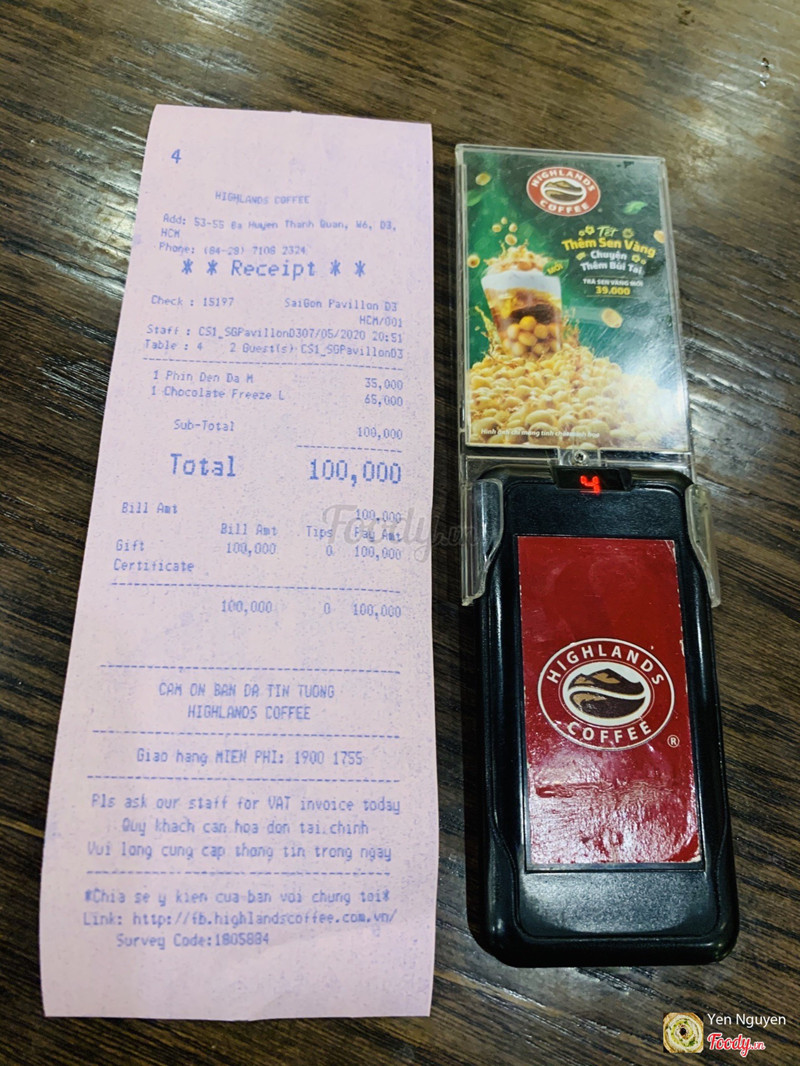 4
HIGHLANDS COFFEE
Add: 53-55 Ba Huyen Thanh Quan, W6, D3,
HCM
Phone: (84-28) 7106 2324
* * Receipt * *
Check : 15197 SaiGon Pavillon D3
HCM/001
Staff : CS1_SGPavillonD307/05/2020 20:51
Table : 4 2 Guest(s) CS1_SGPavillonD3
1 Phin Den Da M 35,000
1 Chocolate Freeze L 65,000
Sub-Total 100,000
Total 100,000
Bill Amt 100,000
Bill Amt Tips Pay Amt
Gift 100,000 0 100,000
Certificate
100,000 0 100,000
CAM ON BAN DA TIN TUONG
HIGHLANDS COFFEE
Giao hang MIEN PHI: 1900 1755
Pls ask our staff for VAT invoice today
Quy khach can hoa don tai chinh
Vui long cung cap thong tin trong ngay
*Chia se y kien cua ban voi chung toi*
Link: http://fb.highlandscoffee.com.vn/
Survey Code:1805884
HIGHLANDS
COFFEE
TẾT
Thêm Sen Vàng
Chuyện
Thêm Bùi Tai
MỚI
TRÀ SEN VÀNG MỚI
39.000
4
HIGHLANDS
COFFEE
®
Foody.vn
Yen Nguyen
Foody.vn